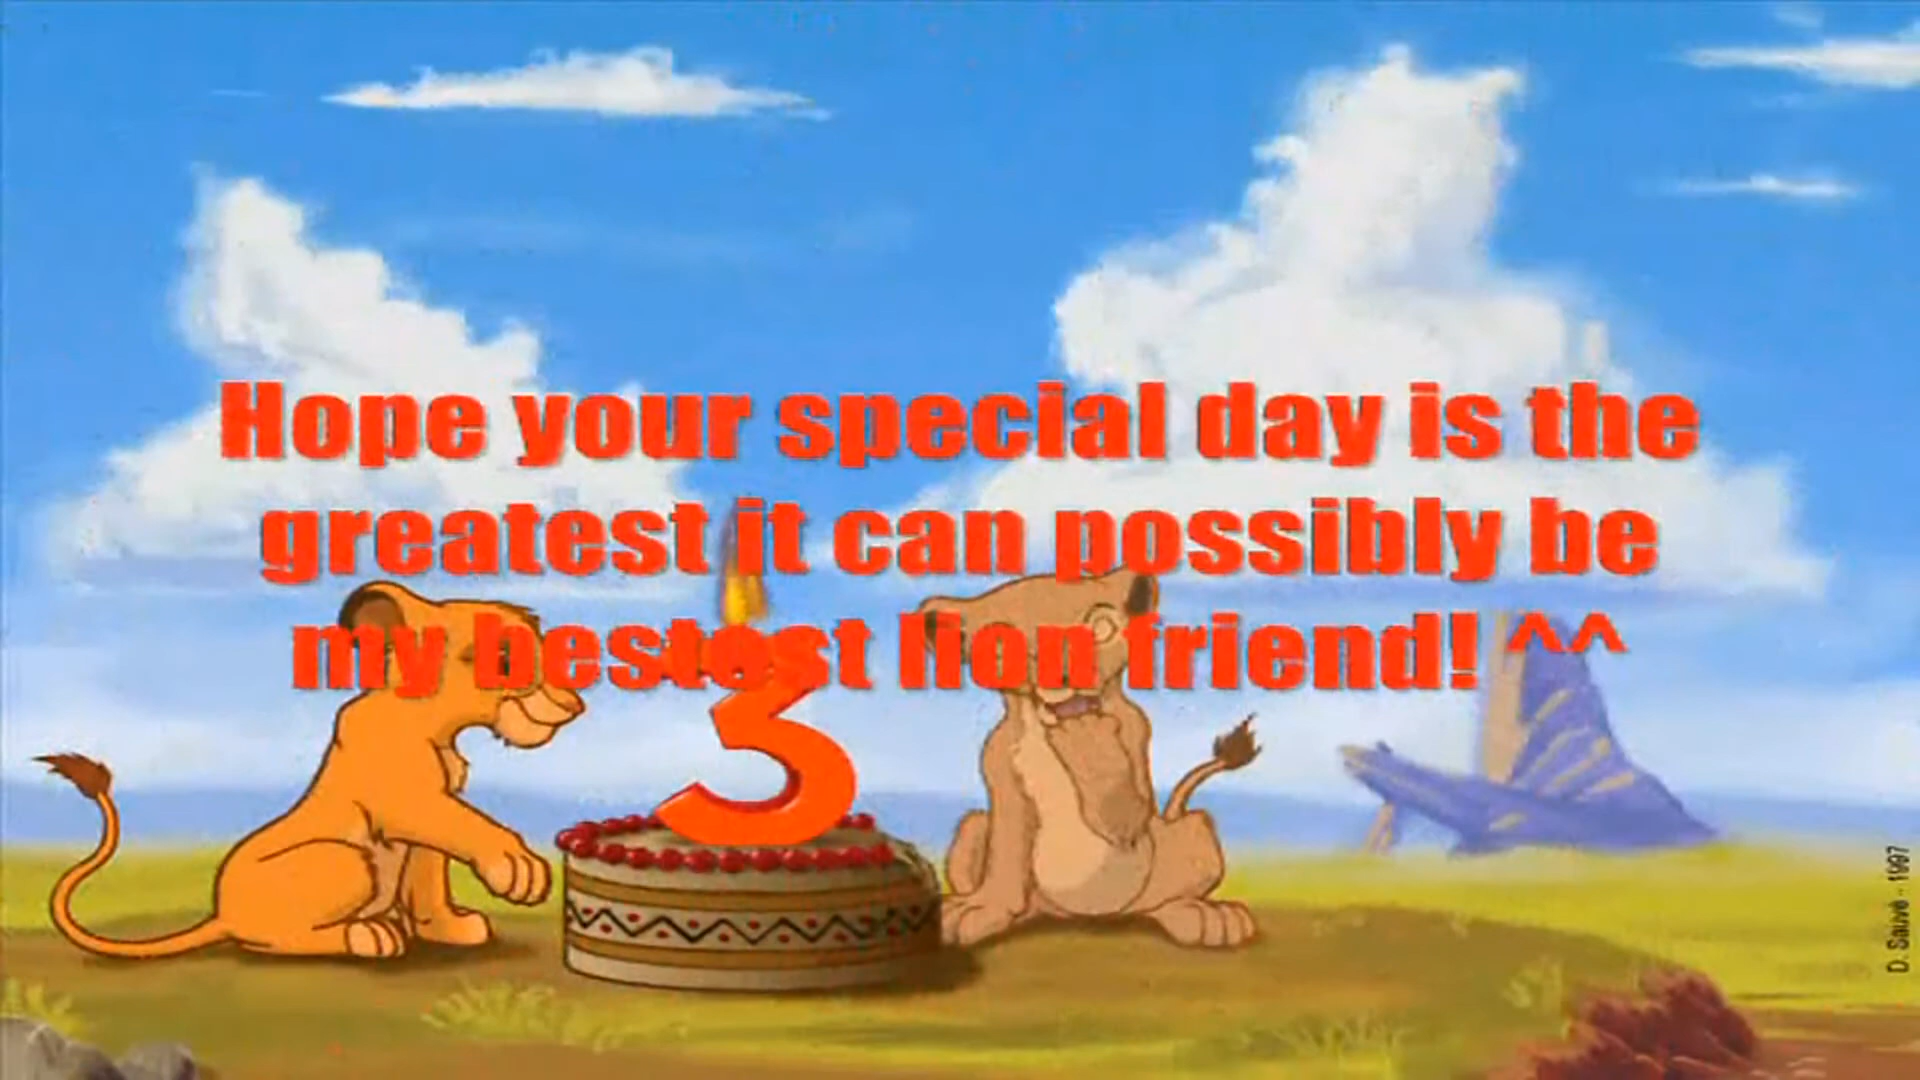 Hope your special day is the
greatest it can possibly be
my bestest lion friend! ^^
3
D. Sauvé - 1997